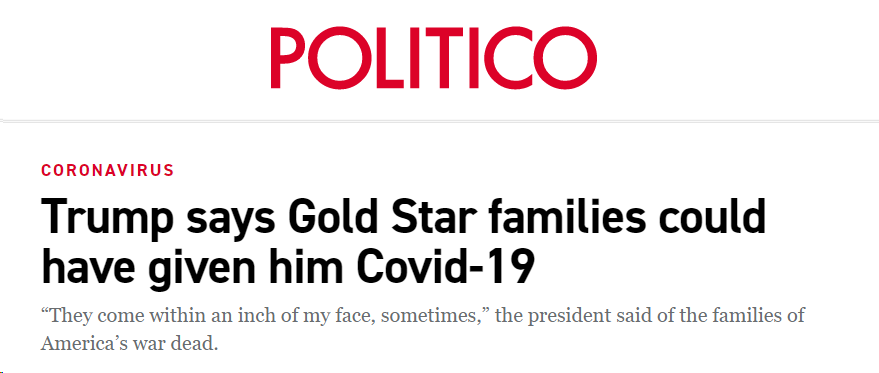 POLITICO
CORONAVIRUS
Trump says Gold Star families could
have given him Covid-19
“They come within an inch of my face, sometimes,” the president said of the families of
America’s war dead.